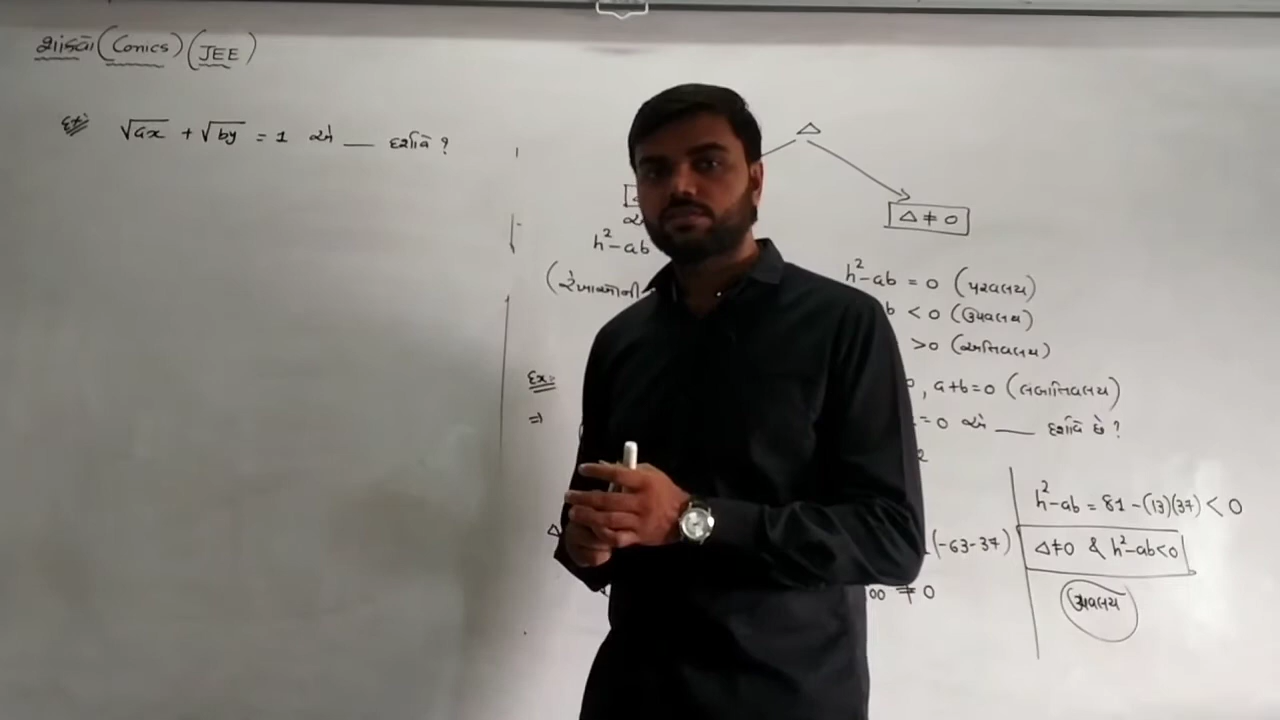 શાંકવો (Conics) (JEE)
Ex: √ax + √by = 1 એ ___ દર્શાવે ?
△
△ ≠ 0
h²-ab
(રેખાઓની
h²-ab = 0 (પરવલય)
b < 0 (ઉપવલય)
>0 (અતિવલય)
, a+b=0 (લંબાતિવલય)
Ex:
=0 એ ___ દર્શાવે છે ?
⇒
h²-ab = 81-(13)(37) < 0
(-63-37)
△≠0 & h²-ab<0
00 ≠ 0
ઉપવલય